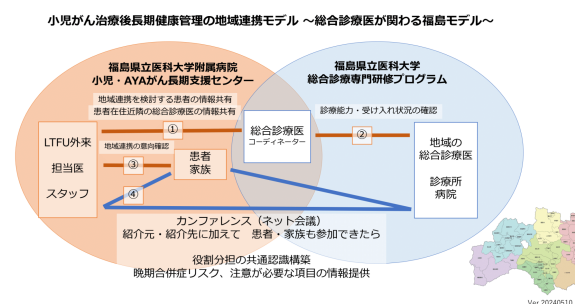 小児がん治療後長期健康管理の地域連携モデル ～総合診療医が関わる福島モデル～
福島県立医科大学附属病院
小児・AYAがん長期支援センター
福島県立医科大学
総合診療専門研修プログラム
地域連携を検討する患者の情報共有
患者在住近隣の総合診療医の情報共有
①
総合診療医
コーディネーター
診療能力・受け入れ状況の確認
②
LTFU外来
担当医
スタッフ
地域連携の意向確認
③
④
患者
家族
地域の
総合診療医
診療所
病院
カンファレンス（ネット会議）
紹介元・紹介先に加えて 患者・家族も参加できたら
役割分担の共通認識構築
晩期合併症リスク、注意が必要な項目の情報提供
Ver.20240510